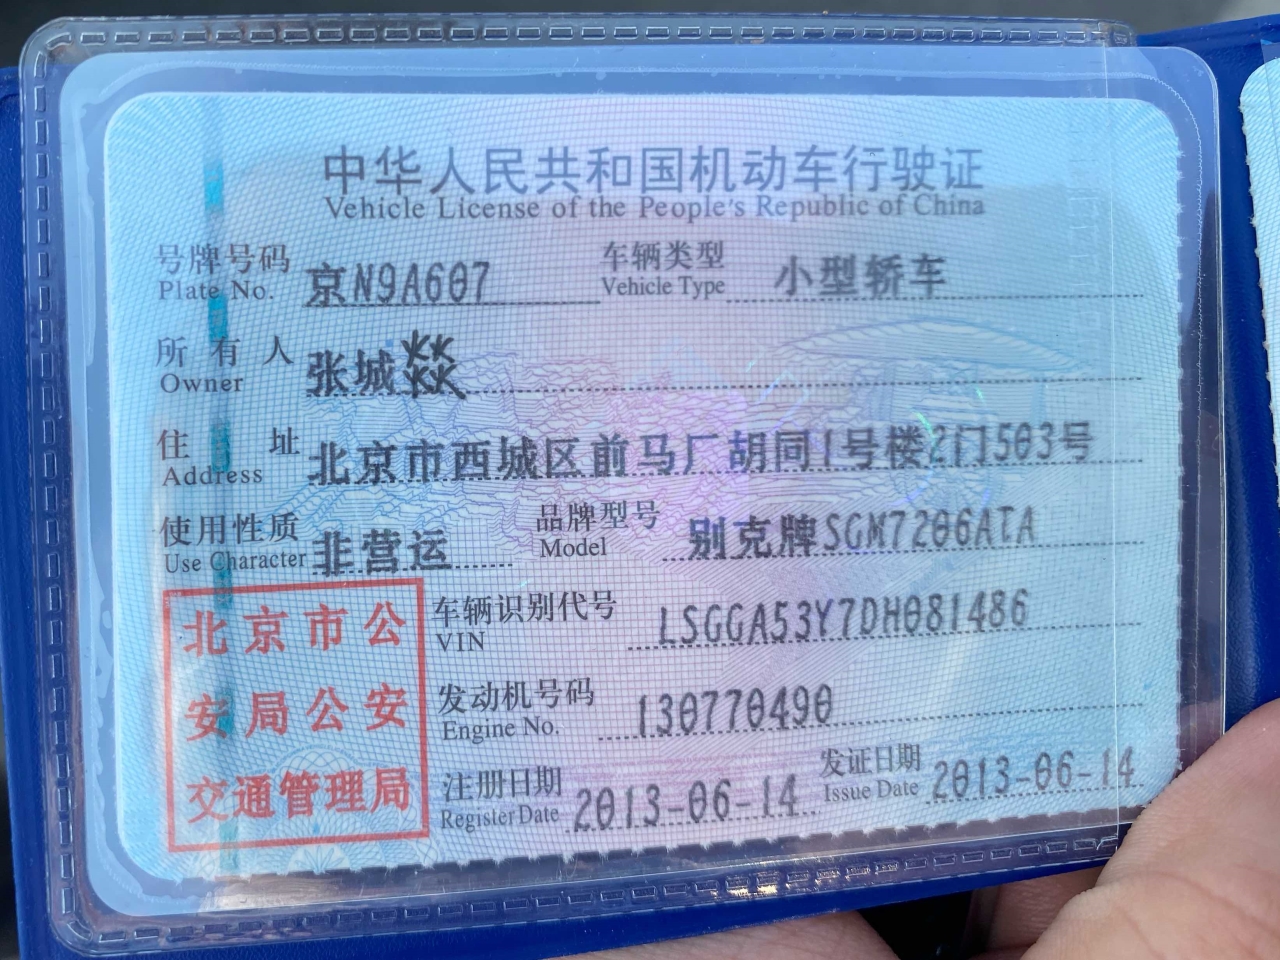 中华人民共和国机动车行驶证
Vehicle License of the People's Republic of China
号牌号码 京N9A607 车辆类型 小型轿车
Plate No. Vehicle Type
所有人 张城燚
Owner
住址 北京市西城区前马厂胡同1号楼2门503号
Address
使用性质 非营运 品牌型号 别克牌SGM7206ATA
Use Character Model
北京市公
安局公安
交通管理局
车辆识别代号 LSGGA53Y7DH081486
VIN
发动机号码 130770490
Engine No.
注册日期 2013-06-14 发证日期 2013-06-14
Register Date Issue Date